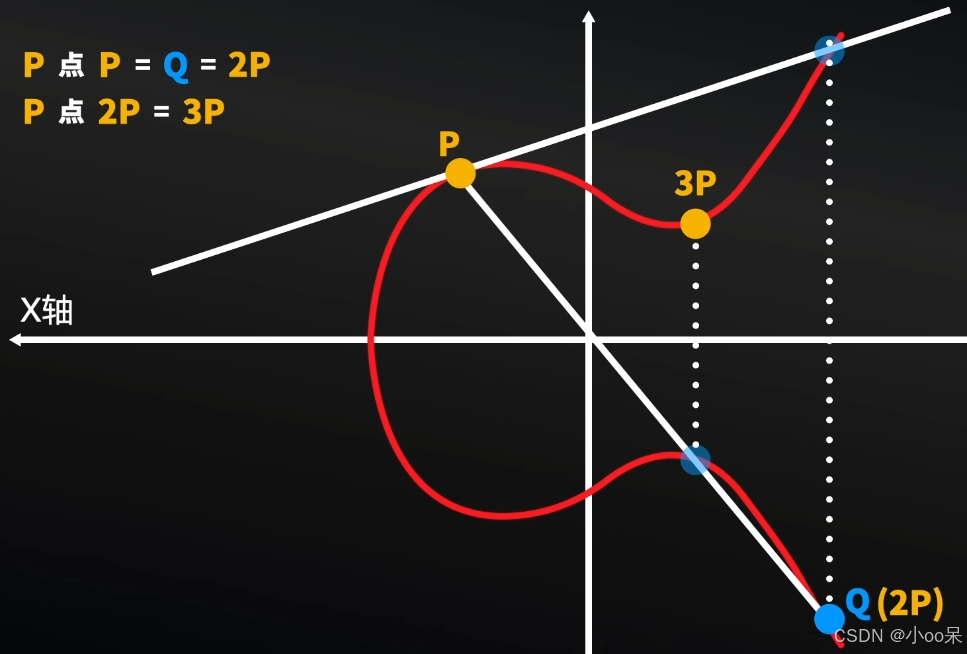 P 点 P = Q = 2P
P 点 2P = 3P
P
3P
X轴
Q (2P)
CSDN @小oo呆